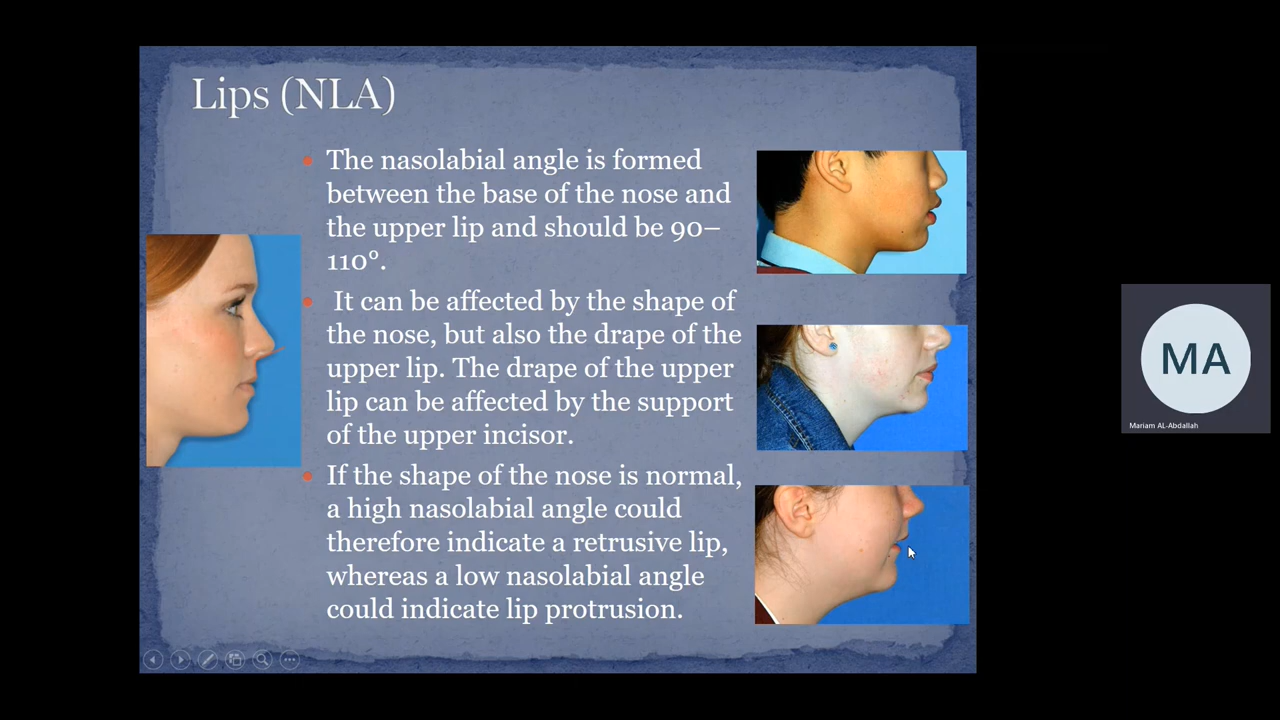 Lips (NLA)
The nasolabial angle is formed
between the base of the nose and
the upper lip and should be 90–
110°.
It can be affected by the shape of
the nose, but also the drape of the
upper lip. The drape of the upper
lip can be affected by the support
of the upper incisor.
If the shape of the nose is normal,
a high nasolabial angle could
therefore indicate a retrusive lip,
whereas a low nasolabial angle
could indicate lip protrusion.
MA
Mariam AL-Abdallah